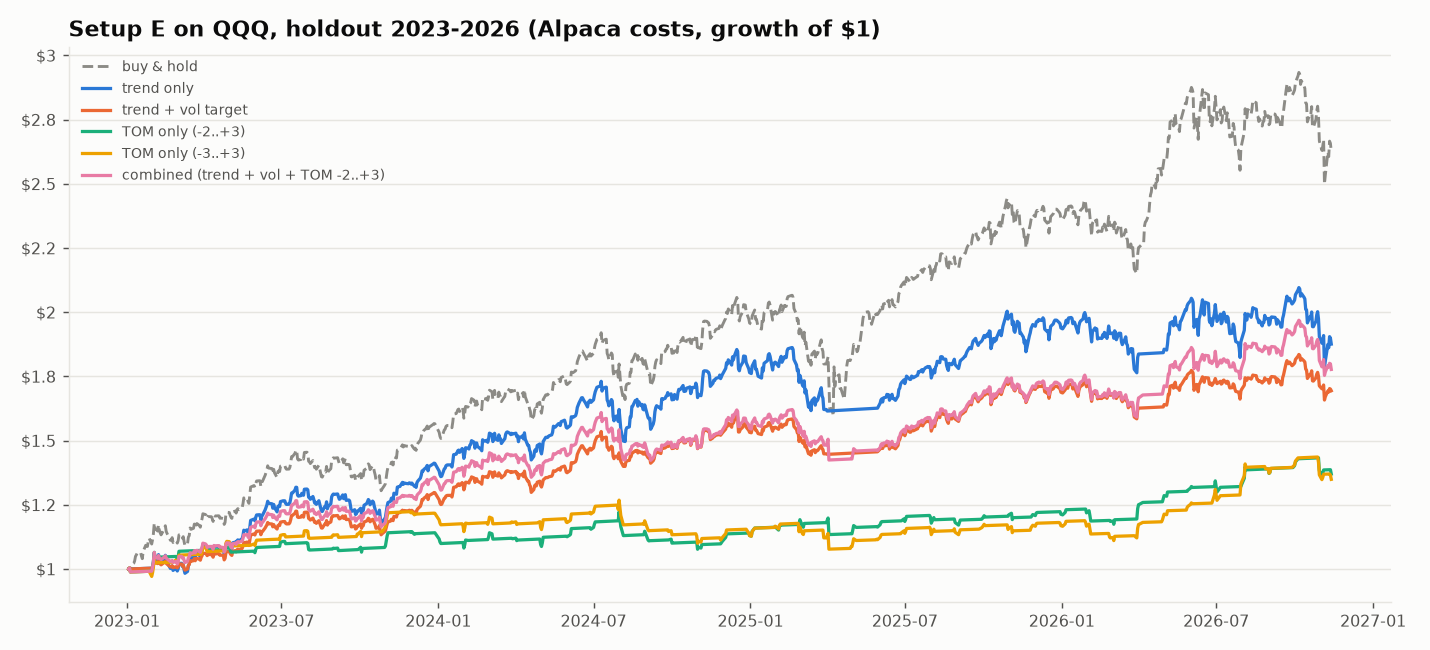 Setup E on QQQ, holdout 2023-2026 (Alpaca costs, growth of $1)
$3
$2.8
$2.5
$2.2
$2
$1.8
$1.5
$1.2
$1
buy & hold
trend only
trend + vol target
TOM only (-2..+3)
TOM only (-3..+3)
combined (trend + vol + TOM -2..+3)
2023-01
2023-07
2024-01
2024-07
2025-01
2025-07
2026-01
2026-07
2027-01